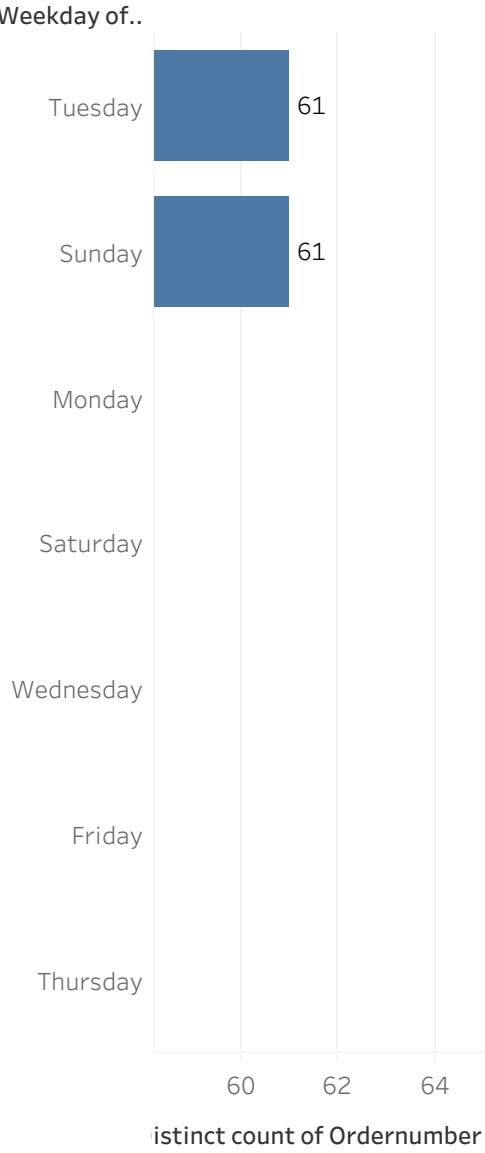 Weekday of..
Tuesday 61
Sunday 61
Monday
Saturday
Wednesday
Friday
Thursday
60 62 64
istinct count of Ordernumber